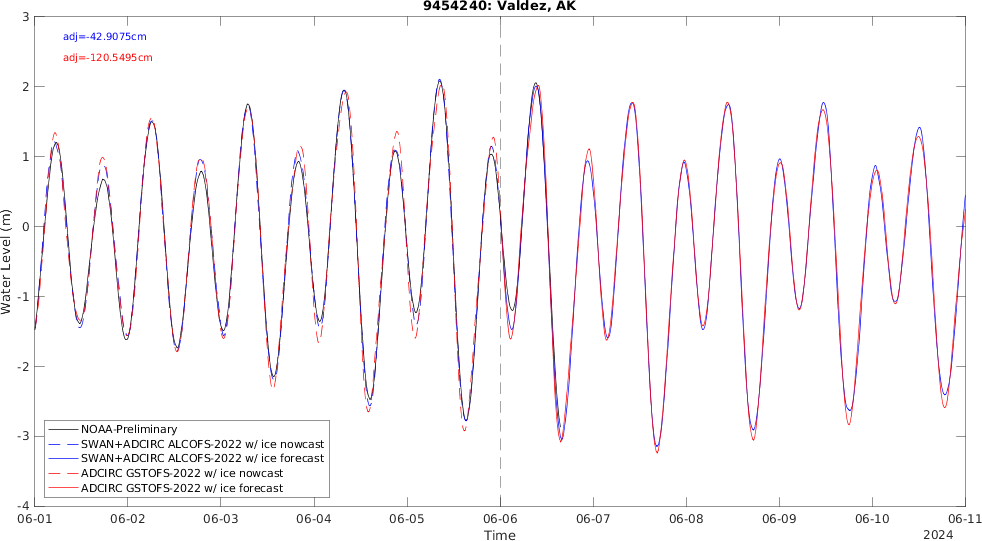 9454240: Valdez, AK
adj=-42.9075cm
adj=-120.5495cm
3
2
1
0
-1
-2
-3
-4
Water Level (m)
NOAA-Preliminary
SWAN+ADCIRC ALCOFS-2022 w/ ice nowcast
SWAN+ADCIRC ALCOFS-2022 w/ ice forecast
ADCIRC GSTOFS-2022 w/ ice nowcast
ADCIRC GSTOFS-2022 w/ ice forecast
06-01 06-02 06-03 06-04 06-05 06-06 06-07 06-08 06-09 06-10 06-11
Time
2024